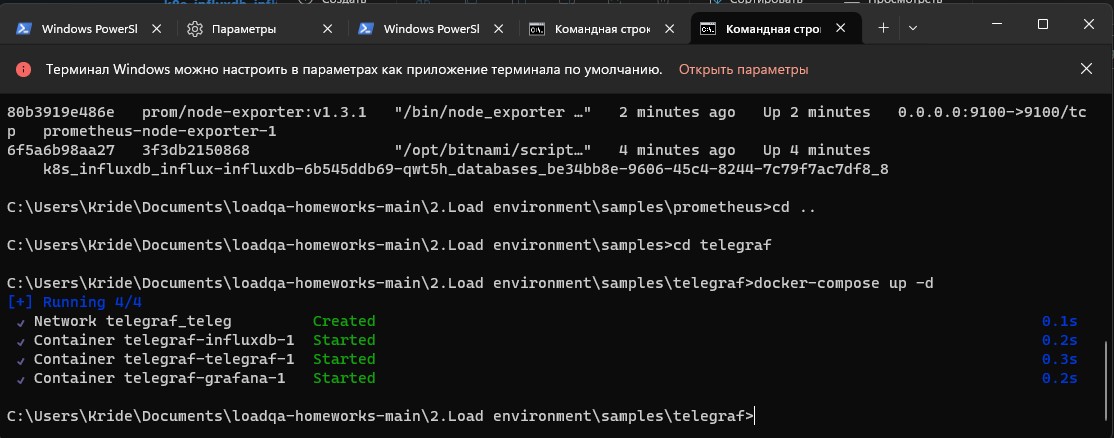 k8s_influxdb_infl
Создать
Сортировать
Просмотреть
Windows PowerSl
Параметры
Windows PowerSl
Командная строк
Командная строк
Терминал Windows можно настроить в параметрах как приложение терминала по умолчанию. Открыть параметры
80b3919e486e   prom/node-exporter:v1.3.1   "/bin/node_exporter …"   2 minutes ago   Up 2 minutes   0.0.0.0:9100->9100/tc
p   prometheus-node-exporter-1
6f5a6b98aa27   3f3db2150868                "/opt/bitnami/script…"   4 minutes ago   Up 4 minutes
    k8s_influxdb_influx-influxdb-6b545ddb69-qwt5h_databases_be34bb8e-9606-45c4-8244-7c79f7ac7df8_8
C:\Users\Kride\Documents\loadqa-homeworks-main\2.Load environment\samples\prometheus>cd ..
C:\Users\Kride\Documents\loadqa-homeworks-main\2.Load environment\samples>cd telegraf
C:\Users\Kride\Documents\loadqa-homeworks-main\2.Load environment\samples\telegraf>docker-compose up -d
[+] Running 4/4
✓ Network telegraf_teleg         Created   0.1s
✓ Container telegraf-influxdb-1  Started   0.2s
✓ Container telegraf-telegraf-1  Started   0.3s
✓ Container telegraf-grafana-1   Started   0.2s
C:\Users\Kride\Documents\loadqa-homeworks-main\2.Load environment\samples\telegraf>